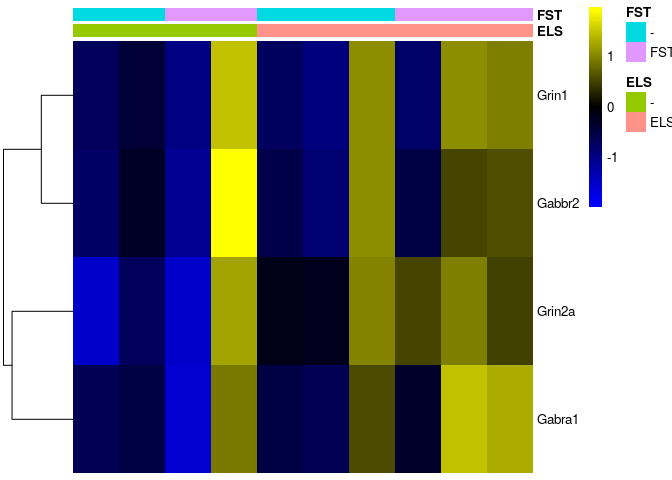 FST
ELS
Grin1
Gabbr2
Grin2a
Gabra1
1
0
-1
FST
-
FST
ELS
-
ELS